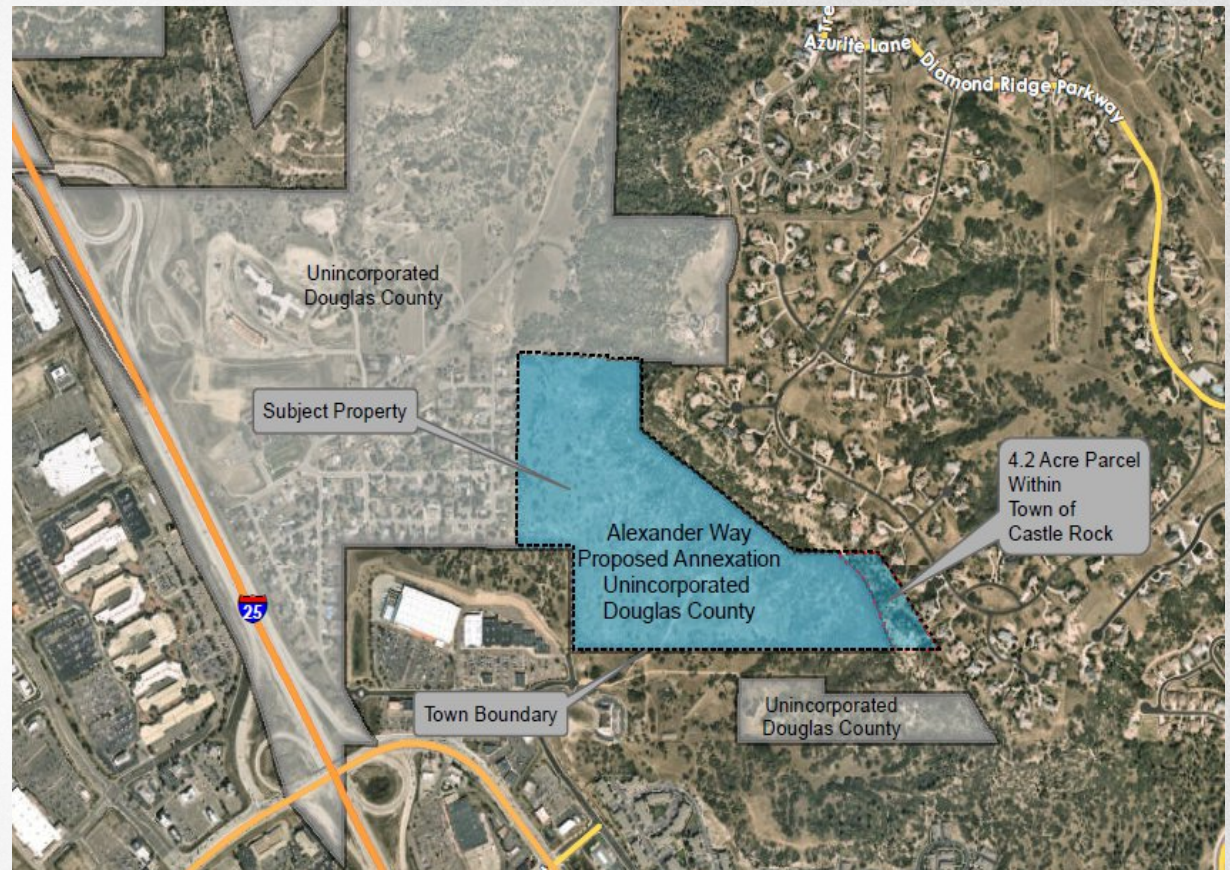 Tre
Azurite Lane
Diamond Ridge Parkway
Unincorporated
Douglas County
Subject Property
4.2 Acre Parcel
Within
Town of
Castle Rock
Alexander Way
Proposed Annexation
Unincorporated
Douglas County
25
Town Boundary
Unincorporated
Douglas County